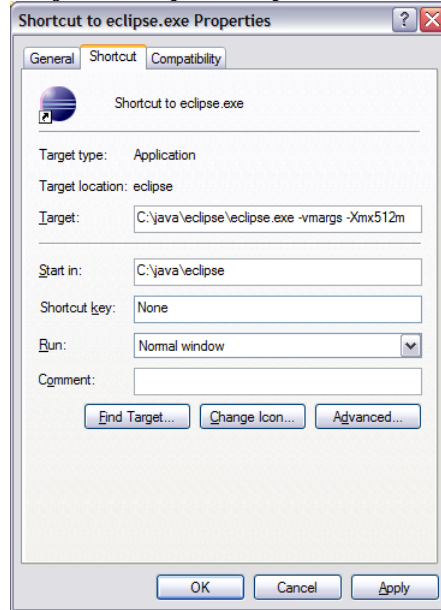 Shortcut to eclipse.exe Properties
General Shortcut Compatibility
Shortcut to eclipse.exe
Target type: Application
Target location: eclipse
Target: C:\java\eclipse\eclipse.exe -vmargs -Xmx512m
Start in: C:\java\eclipse
Shortcut key: None
Run: Normal window
Comment:
Find Target... Change Icon... Advanced...
OK Cancel Apply